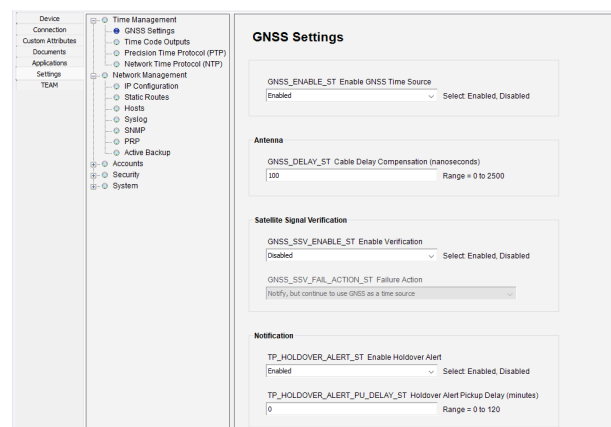 Device
Connection
Custom Attributes
Documents
Applications
Settings
TEAM
Time Management
GNSS Settings
Time Code Outputs
Precision Time Protocol (PTP)
Network Time Protocol (NTP)
Network Management
IP Configuration
Static Routes
Hosts
Syslog
SNMP
PRP
Active Backup
Accounts
Security
System
GNSS Settings
GNSS_ENABLE_ST Enable GNSS Time Source
Enabled Select: Enabled, Disabled
Antenna
GNSS_DELAY_ST Cable Delay Compensation (nanoseconds)
100 Range = 0 to 2500
Satellite Signal Verification
GNSS_SSV_ENABLE_ST Enable Verification
Disabled Select: Enabled, Disabled
GNSS_SSV_FAIL_ACTION_ST Failure Action
Notify, but continue to use GNSS as a time source
Notification
TP_HOLDOVER_ALERT_ST Enable Holdover Alert
Enabled Select: Enabled, Disabled
TP_HOLDOVER_ALERT_PU_DELAY_ST Holdover Alert Pickup Delay (minutes)
0 Range = 0 to 120